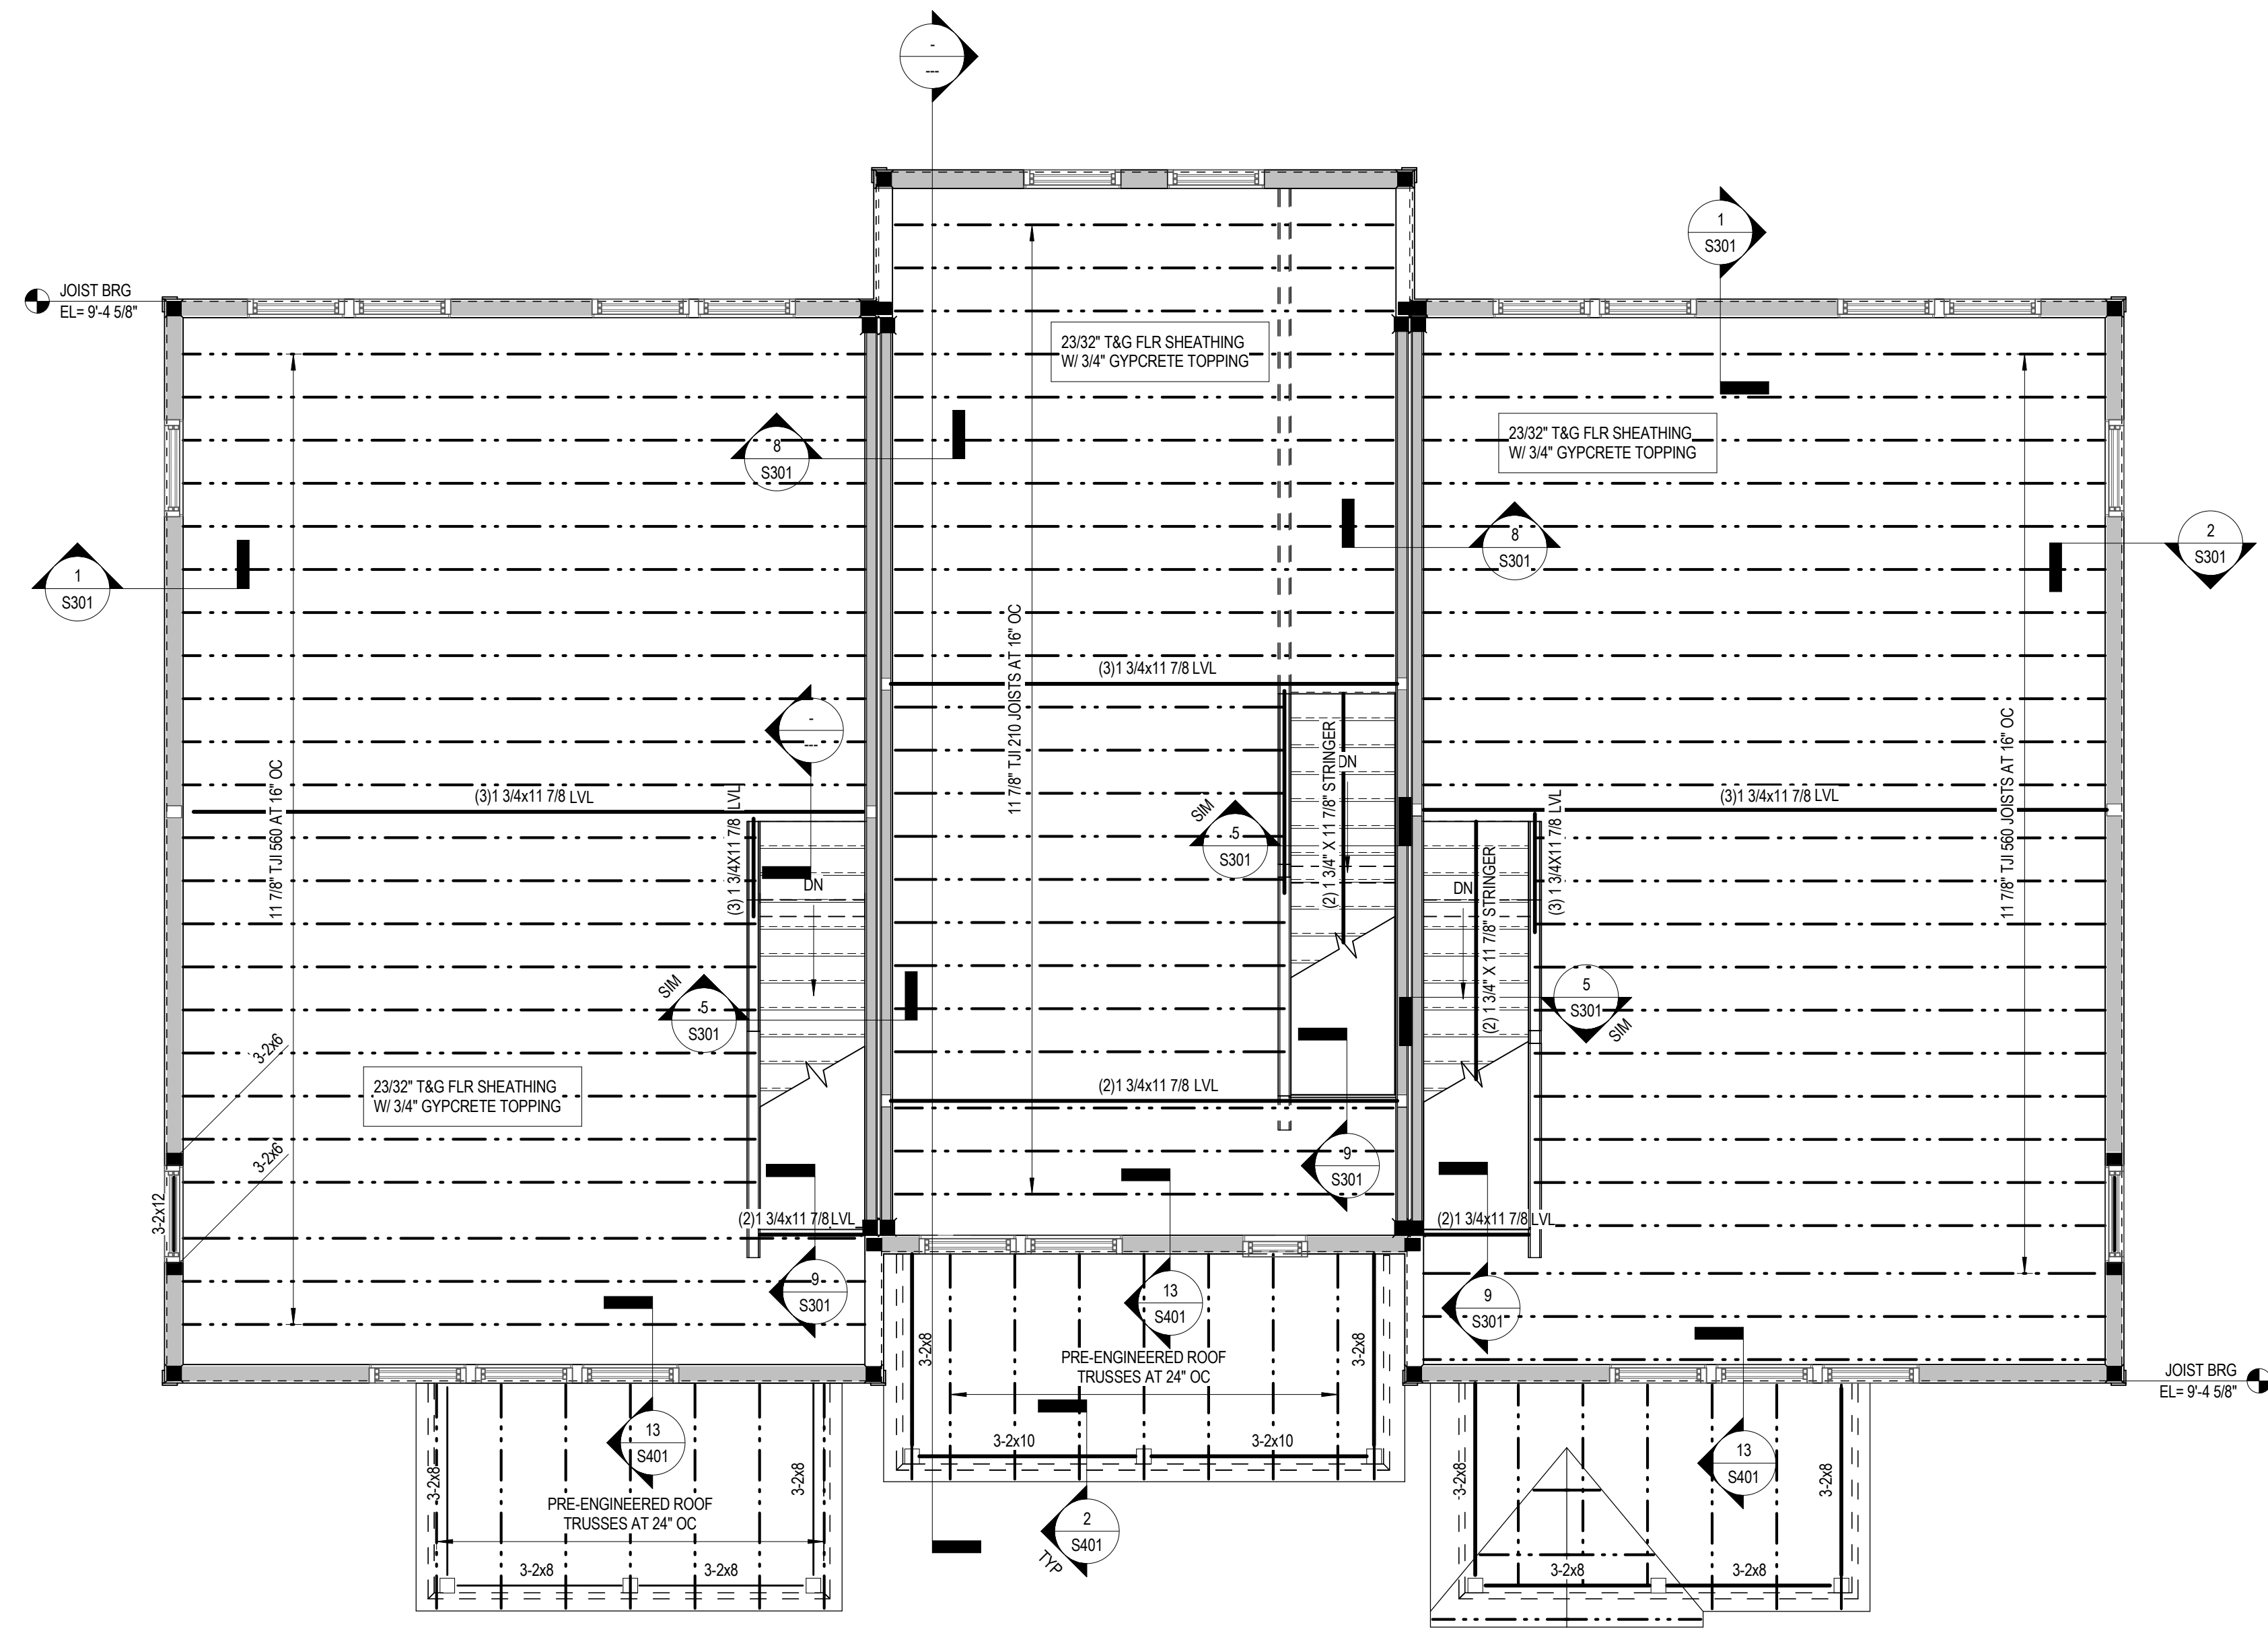 -
---
1
S301
JOIST BRG
EL= 9'-4 5/8"
23/32" T&G FLR SHEATHING
W/ 3/4" GYPCRETE TOPPING
23/32" T&G FLR SHEATHING
W/ 3/4" GYPCRETE TOPPING
8
S301
8
S301
2
S301
1
S301
(3)1 3/4x11 7/8 LVL
11 7/8" TJI 210 JOISTS AT 16" OC
-
---
(2) 1 3/4" X 11 7/8" STRINGER
DN
11 7/8" TJI 560 AT 16" OC
(3)1 3/4x11 7/8 LVL
(3) 1 3/4X11 7/8 LVL
SIM
5
S301
(3)1 3/4x11 7/8 LVL
(3) 1 3/4X11 7/8 LVL
11 7/8" TJI 560 JOISTS AT 16" OC
DN
DN
(2) 1 3/4" X 11 7/8" STRINGER
SIM
5
S301
5
S301
SIM
3-2x6
23/32" T&G FLR SHEATHING
W/ 3/4" GYPCRETE TOPPING
(2)1 3/4x11 7/8 LVL
3-2x6
3-2x12
9
S301
(2)1 3/4x11 7/8 LVL
(2)1 3/4x11 7/8 LVL
9
S301
13
S401
9
S301
3-2x8
PRE-ENGINEERED ROOF
TRUSSES AT 24" OC
3-2x8
JOIST BRG
EL= 9'-4 5/8"
13
S401
3-2x10
3-2x10
13
S401
3-2x8
PRE-ENGINEERED ROOF
TRUSSES AT 24" OC
3-2x8
3-2x8
3-2x8
2
S401
TYP
3-2x8
3-2x8
3-2x8
3-2x8